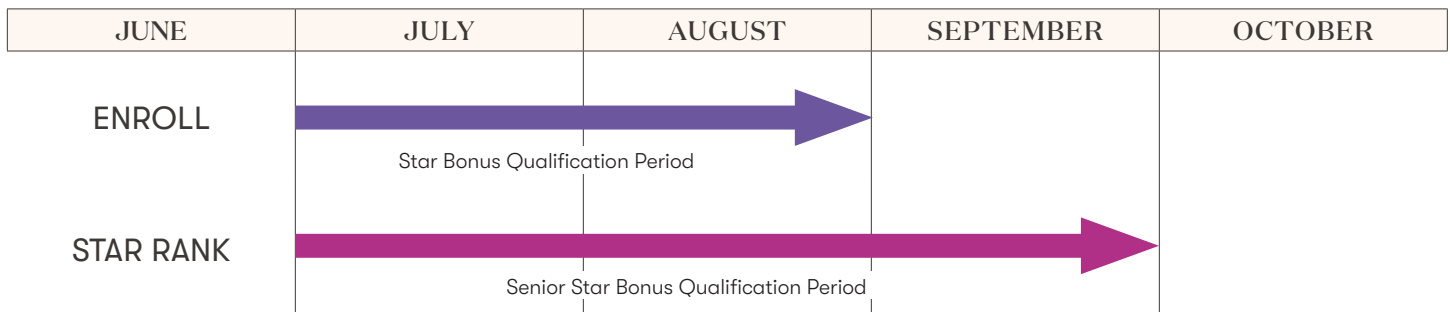 JUNE JULY AUGUST SEPTEMBER OCTOBER
ENROLL
Star Bonus Qualification Period
STAR RANK
Senior Star Bonus Qualification Period